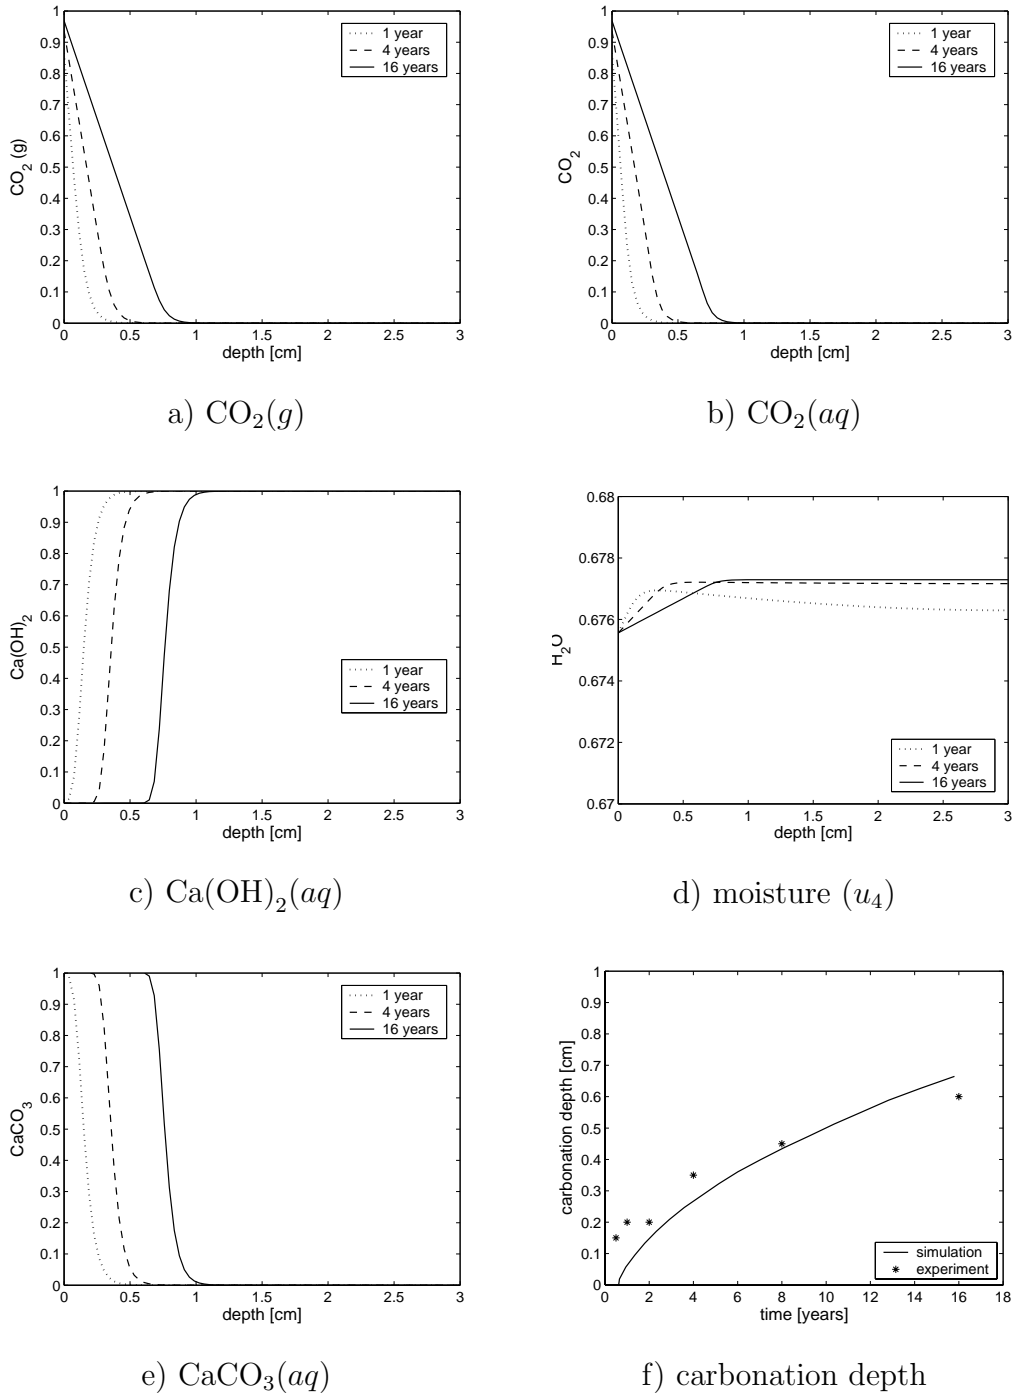 1
0.9
0.8
0.7
0.6
0.5
0.4
0.3
0.2
0.1
0
CO2 (g)
1 year
4 years
16 years
0 0.5 1 1.5 2 2.5 3
depth [cm]
a) CO2(g)
1
0.9
0.8
0.7
0.6
0.5
0.4
0.3
0.2
0.1
0
CO2
1 year
4 years
16 years
0 0.5 1 1.5 2 2.5 3
depth [cm]
b) CO2(aq)
1
0.9
0.8
0.7
0.6
0.5
0.4
0.3
0.2
0.1
0
Ca(OH)2
1 year
4 years
16 years
0 0.5 1 1.5 2 2.5 3
depth [cm]
c) Ca(OH)2(aq)
0.68
0.678
0.676
0.674
0.672
0.67
H2O
1 year
4 years
16 years
0 0.5 1 1.5 2 2.5 3
depth [cm]
d) moisture (u4)
1
0.9
0.8
0.7
0.6
0.5
0.4
0.3
0.2
0.1
0
CaCO3
1 year
4 years
16 years
0 0.5 1 1.5 2 2.5 3
depth [cm]
e) CaCO3(aq)
1
0.9
0.8
0.7
0.6
0.5
0.4
0.3
0.2
0.1
0
carbonation depth [cm]
simulation
experiment
0 2 4 6 8 10 12 14 16 18
time [years]
f) carbonation depth